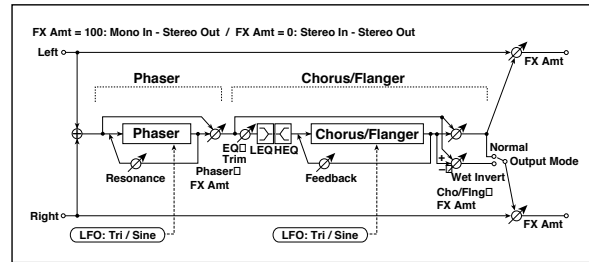 FX Amt = 100: Mono In - Stereo Out / FX Amt = 0: Stereo In - Stereo Out
Left
FX Amt
Phaser
Chorus/Flanger
Phaser
EQ
Trim
LEQ
HEQ
Chorus/Flanger
Normal
Output Mode
Resonance
Phaser
FX Amt
Feedback
+
−
Wet Invert
Cho/Flng
FX Amt
Right
FX Amt
LFO: Tri / Sine
LFO: Tri / Sine